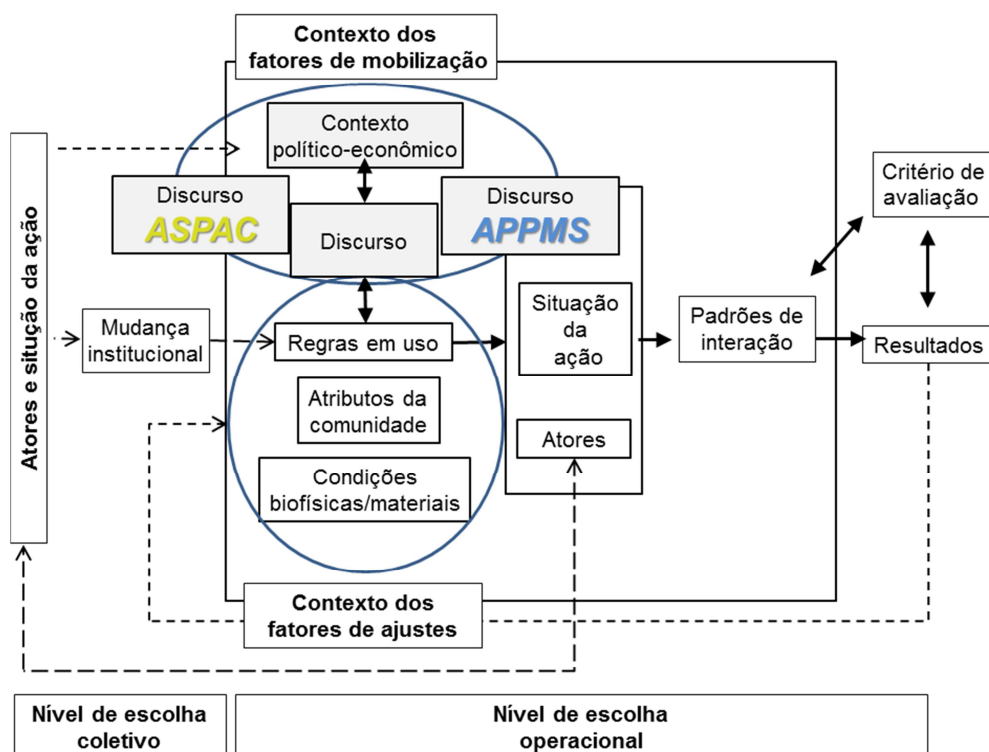 Contexto dos
fatores de mobilização
Contexto
político-econômico
Discurso
ASPAC
Discurso
Discurso
APPMS
Critério de
avaliação
Atores e situção da ação
Mudança
institucional
Regras em uso
Situação
da
ação
Padrões de
interação
Resultados
Atributos da
comunidade
Atores
Condições
biofísicas/materiais
Contexto dos
fatores de ajustes
Nível de escolha
coletivo
Nível de escolha
operacional